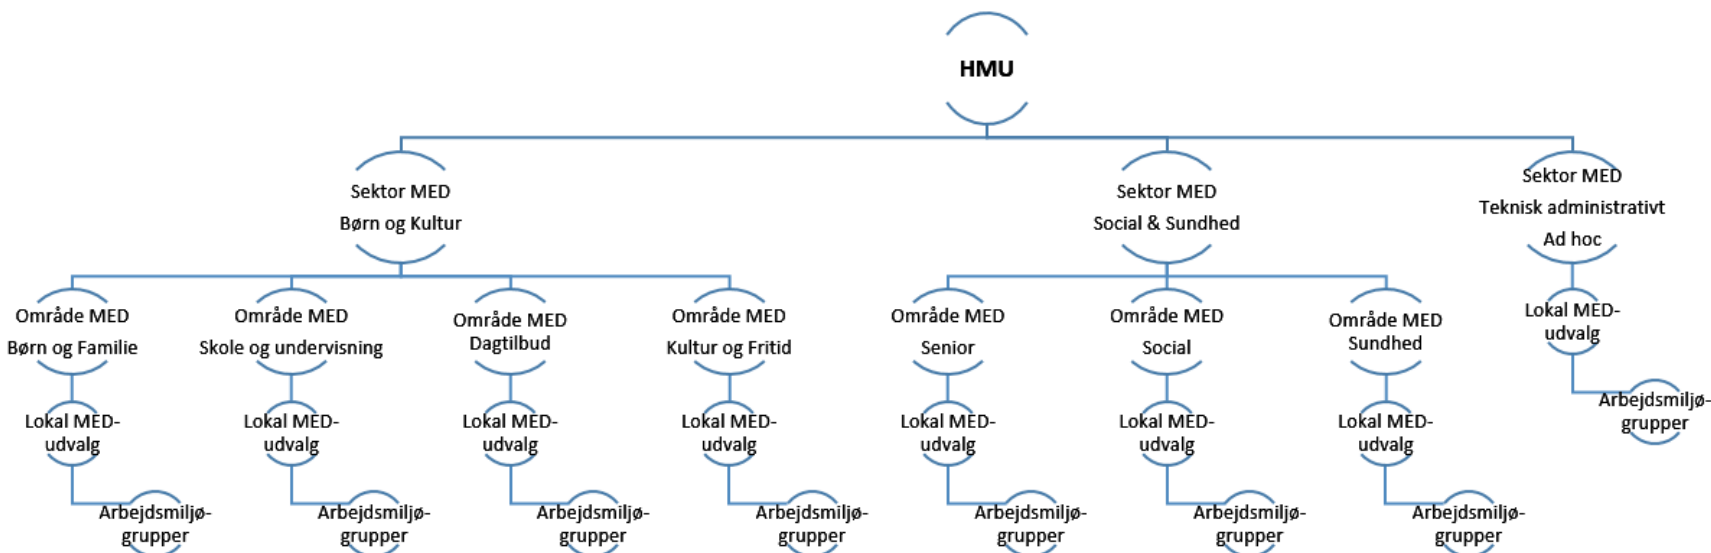 HMU
Sektor MED
Børn og Kultur
Sektor MED
Social & Sundhed
Sektor MED
Teknisk administrativt
Ad hoc
Område MED
Børn og Familie
Område MED
Skole og undervisning
Område MED
Dagtilbud
Område MED
Kultur og Fritid
Område MED
Senior
Område MED
Social
Område MED
Sundhed
Lokal MED-
udvalg
Lokal MED-
udvalg
Lokal MED-
udvalg
Lokal MED-
udvalg
Lokal MED-
udvalg
Lokal MED-
udvalg
Lokal MED-
udvalg
Lokal MED-
udvalg
Arbejdsmiljø-
grupper
Arbejdsmiljø-
grupper
Arbejdsmiljø-
grupper
Arbejdsmiljø-
grupper
Arbejdsmiljø-
grupper
Arbejdsmiljø-
grupper
Arbejdsmiljø-
grupper
Arbejdsmiljø-
grupper